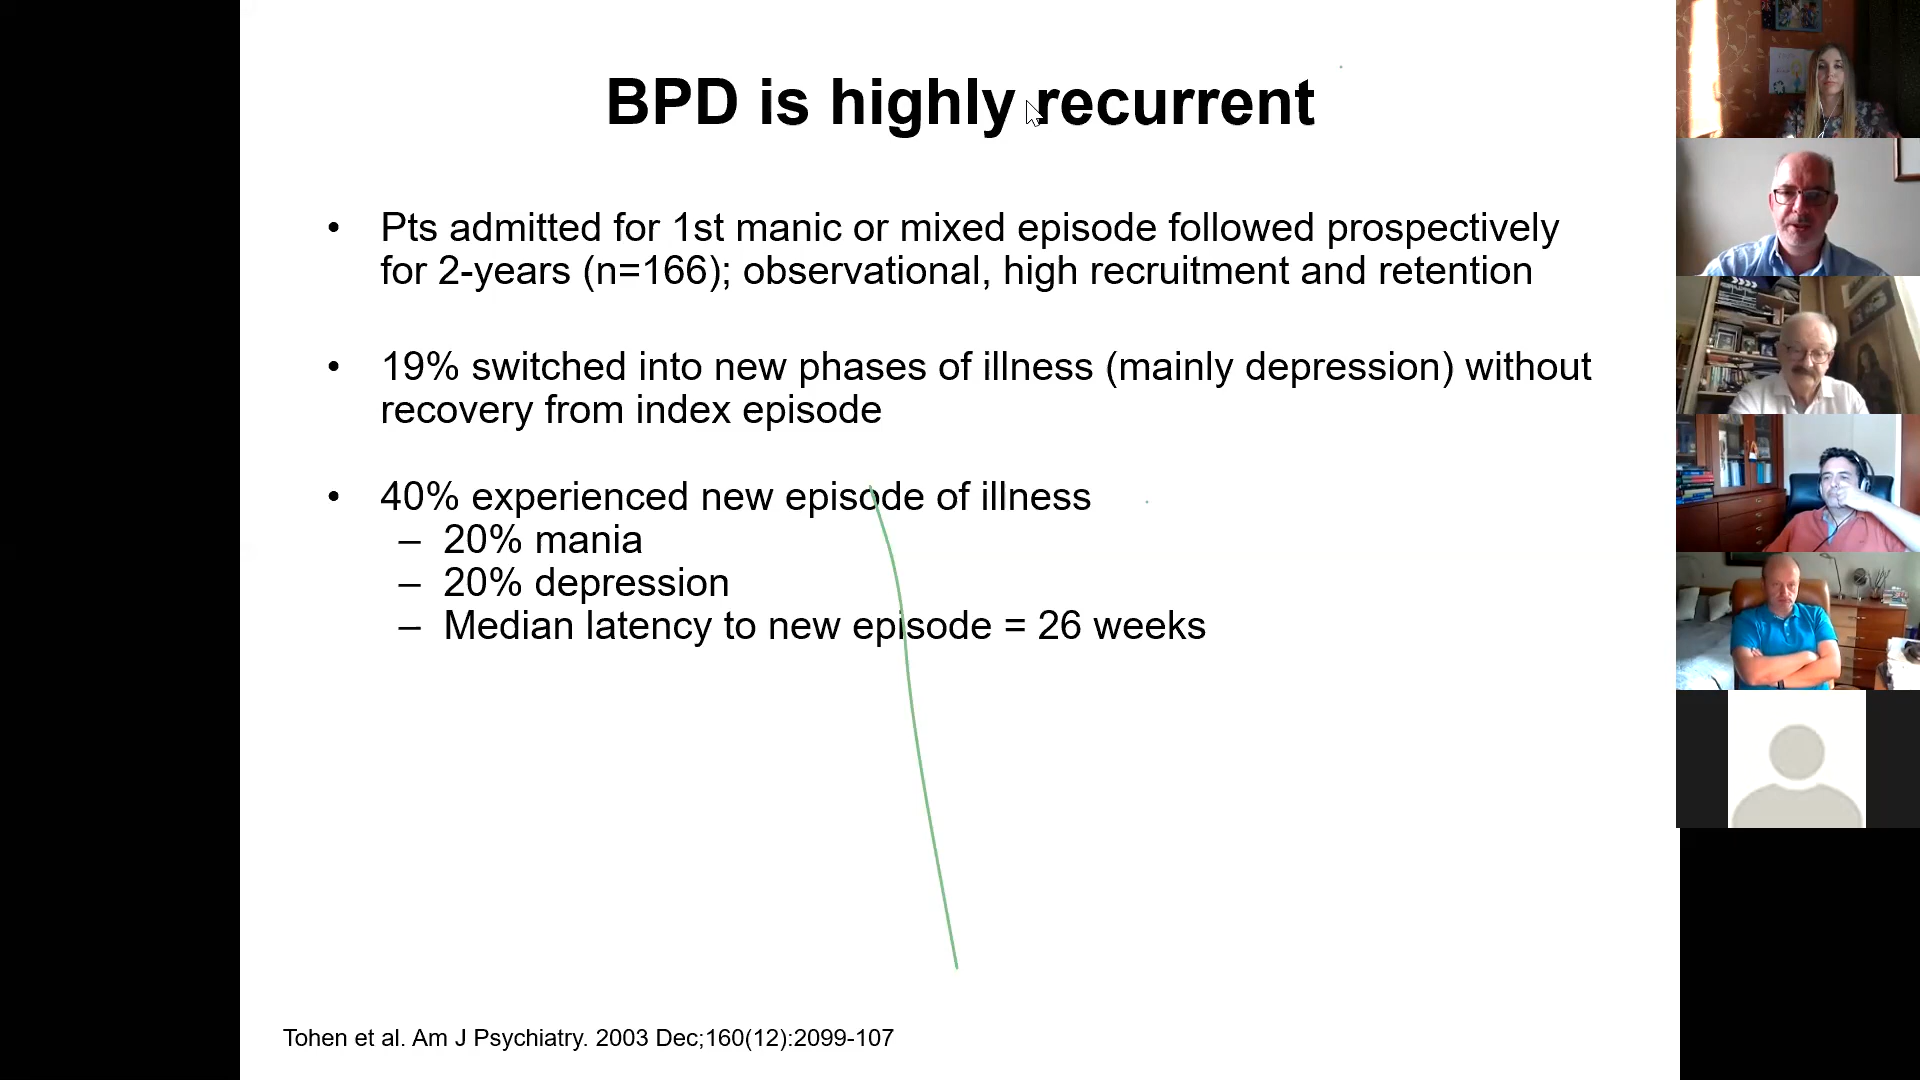 BPD is highly recurrent
• Pts admitted for 1st manic or mixed episode followed prospectively
for 2-years (n=166); observational, high recruitment and retention
• 19% switched into new phases of illness (mainly depression) without
recovery from index episode
• 40% experienced new episode of illness
– 20% mania
– 20% depression
– Median latency to new episode = 26 weeks
Tohen et al. Am J Psychiatry. 2003 Dec;160(12):2099-107